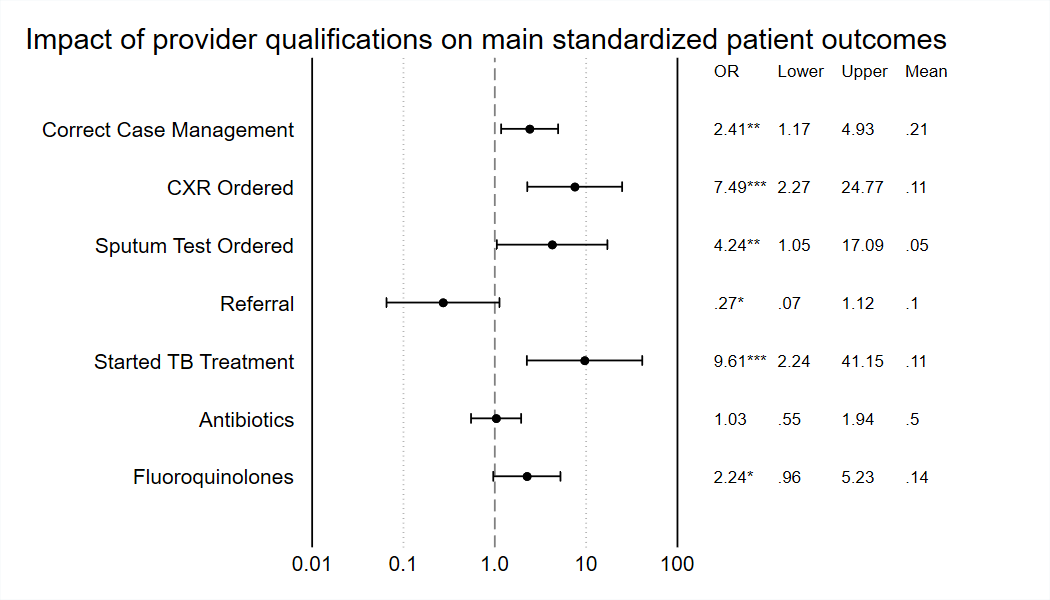 Impact of provider qualifications on main standardized patient outcomes
OR Lower Upper Mean
Correct Case Management 2.41** 1.17 4.93 .21
CXR Ordered 7.49*** 2.27 24.77 .11
Sputum Test Ordered 4.24** 1.05 17.09 .05
Referral .27* .07 1.12 .1
Started TB Treatment 9.61*** 2.24 41.15 .11
Antibiotics 1.03 .55 1.94 .5
Fluoroquinolones 2.24* .96 5.23 .14
0.01 0.1 1.0 10 100